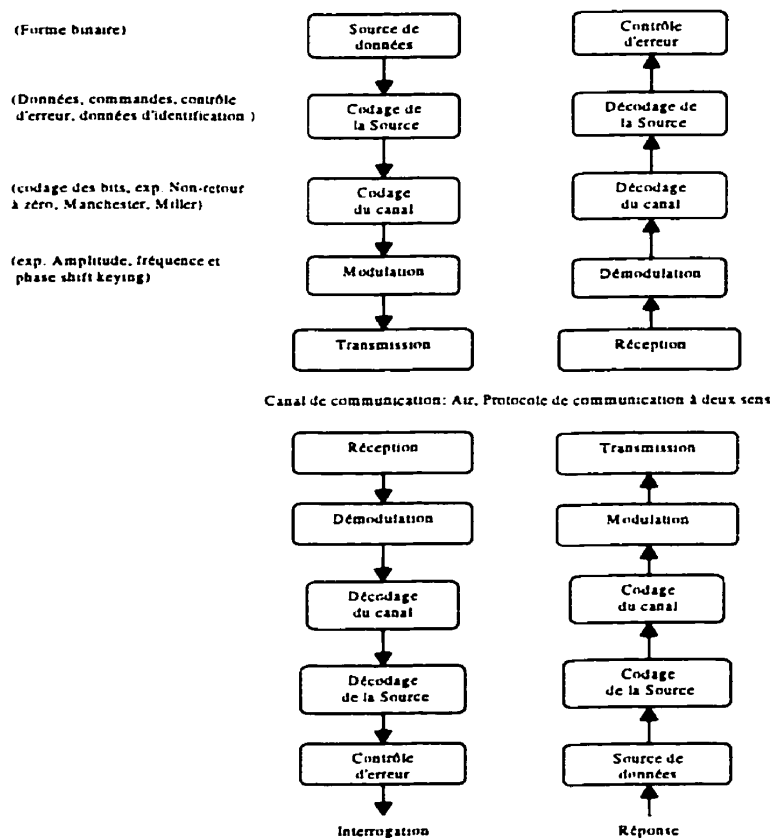 (Forme binaire)
Source de
données
Contrôle
d'erreur
(Données, commandes, contrôle
d'erreur, données d'identification )
Codage de
la Source
Décodage de
la Source
(codage des bits, exp. Non-retour
à zéro, Manchester, Miller)
Codage
du canal
Décodage
du canal
(exp. Amplitude, fréquence et
phase shift keying)
Modulation
Démodulation
Transmission
Réception
Canal de communication: Air, Protocole de communication à deux sens
Réception
Transmission
Démodulation
Modulation
Décodage
du canal
Codage
du canal
Décodage
de la Source
Codage
de la Source
Contrôle
d'erreur
Source de
données
Interrogation
Réponse